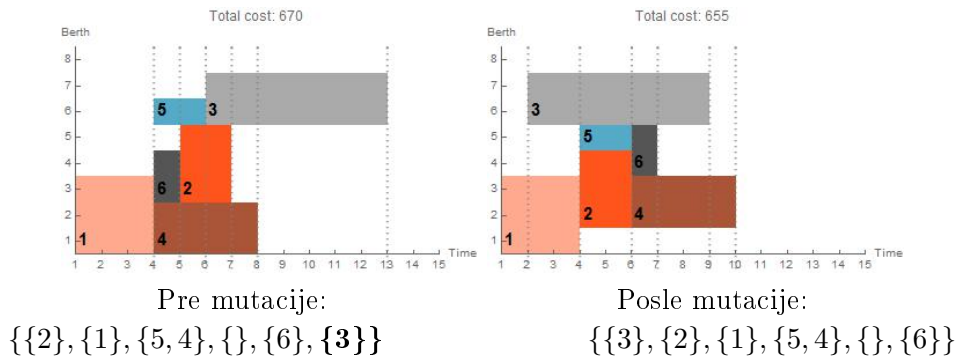 Total cost: 670
Berth
8
7
6
5
4
3
2
1
5
3
6
2
1
4
1 2 3 4 5 6 7 8 9 10 11 12 13 14 15
Time
Pre mutacije:
{{2}, {1}, {5, 4}, {}, {6}, {3}}
Total cost: 655
Berth
8
7
6
5
4
3
2
1
3
5
6
2
4
1
1 2 3 4 5 6 7 8 9 10 11 12 13 14 15
Time
Posle mutacije:
{{3}, {2}, {1}, {5, 4}, {}, {6}}